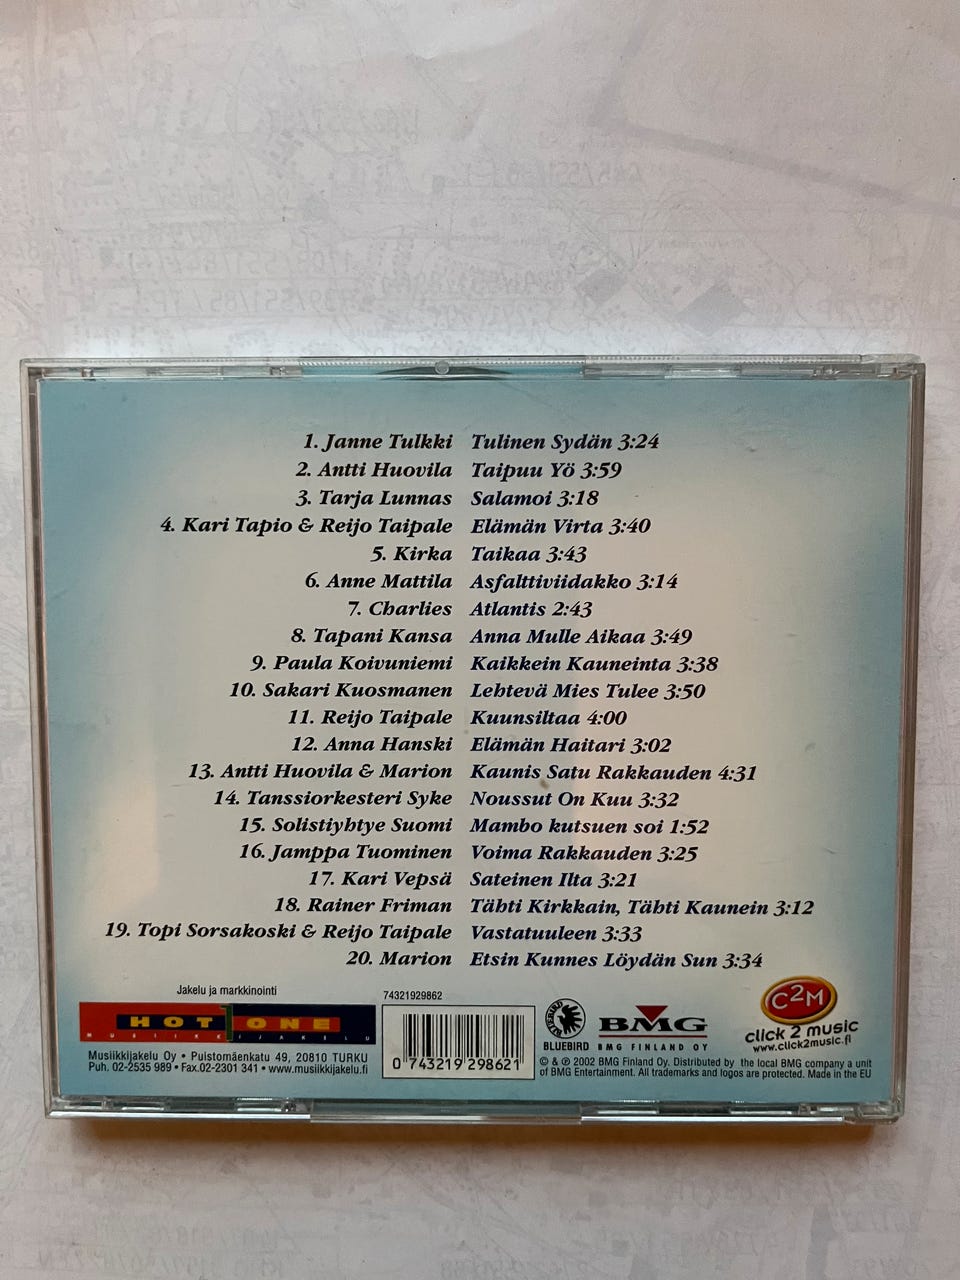 1. Janne Tulkki Tulinen Sydän 3:24
2. Antti Huovila Taipuu Yö 3:59
3. Tarja Lunnas Salamoi 3:18
4. Kari Tapio & Reijo Taipale Elämän Virta 3:40
5. Kirka Taikaa 3:43
6. Anne Mattila Asfalttiviidakko 3:14
7. Charlies Atlantis 2:43
8. Tapani Kansa Anna Mulle Aikaa 3:49
9. Paula Koivuniemi Kaikkein Kauneinta 3:38
10. Sakari Kuosmanen Lehtevä Mies Tulee 3:50
11. Reijo Taipale Kuunsiltaa 4:00
12. Anna Hanski Elämän Haitari 3:02
13. Antti Huovila & Marion Kaunis Satu Rakkauden 4:31
14. Tanssiorkesteri Syke Noussut On Kuu 3:32
15. Solistiyhtye Suomi Mambo kutsuen soi 1:52
16. Jamppa Tuominen Voima Rakkauden 3:25
17. Kari Vepsä Sateinen Ilta 3:21
18. Rainer Friman Tähti Kirkkain, Tähti Kaunein 3:12
19. Topi Sorsakoski & Reijo Taipale Vastatuuleen 3:33
20. Marion Etsin Kunnes Löydän Sun 3:34
Jakelu ja markkinointi
HOT ONE
MUSIIKKIJAKELU
Musiikkijakelu Oy • Puistomäenkatu 49, 20810 TURKU
Puh. 02-2535 989 • Fax.02-2301 341 • www.musiikkijakelu.fi
74321929862
0 743219 298621
BLUEBIRD
BMG
BMG FINLAND OY
C2M
click 2 music
www.click2music.fi
© & ℗ 2002 BMG Finland Oy. Distributed by the local BMG company a unit
of BMG Entertainment. All trademarks and logos are protected. Made in the EU